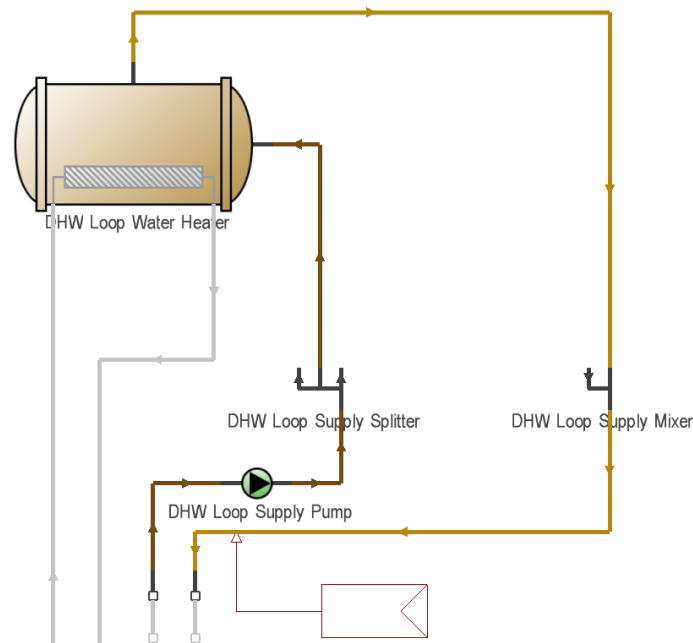 DHW Loop Water Heater
DHW Loop Supply Splitter
DHW Loop Supply Mixer
DHW Loop Supply Pump